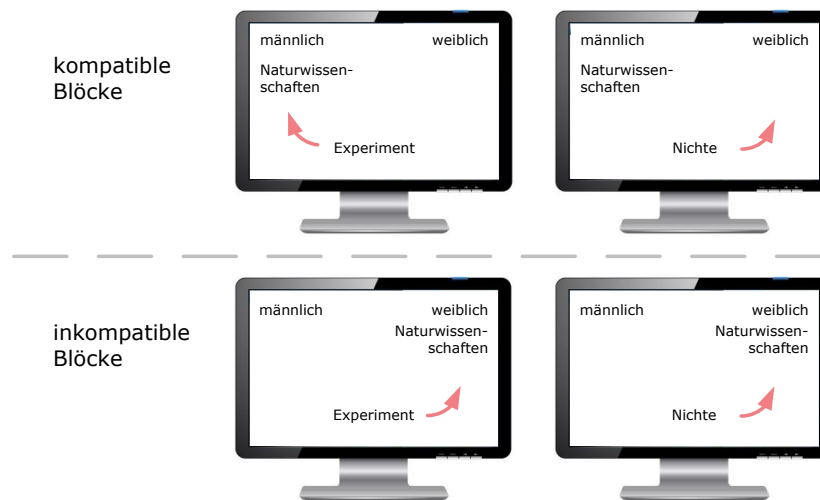 kompatible
Blöcke
männlich weiblich
Naturwissen-
schaften
Experiment
männlich weiblich
Naturwissen-
schaften
Nichte
inkompatible
Blöcke
männlich weiblich
Naturwissen-
schaften
Experiment
männlich weiblich
Naturwissen-
schaften
Nichte